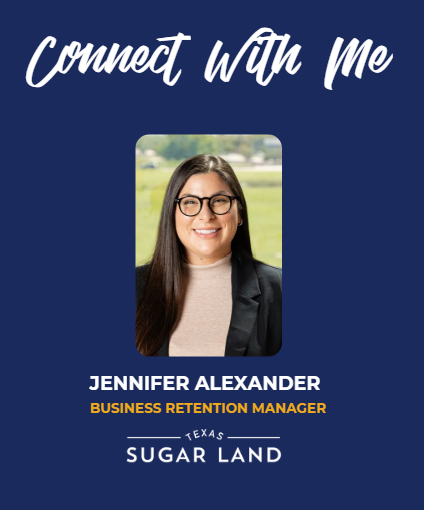 Connect With Me
JENNIFER ALEXANDER
BUSINESS RETENTION MANAGER
TEXAS
SUGAR LAND